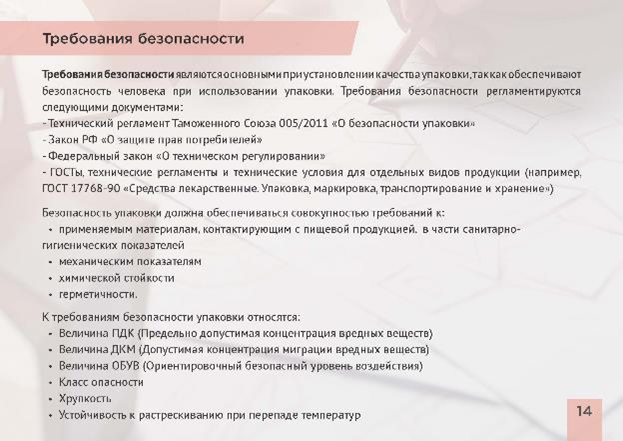 Требования безопасности
Требования безопасности являются основными при установлении качества упаковки, так как обеспечивают
безопасность человека при использовании упаковки. Требования безопасности регламентируются
следующими документами:
- Технический регламент Таможенного Союза 005/2011 «О безопасности упаковки»
- Закон РФ «О защите прав потребителей»
- Федеральный закон «О техническом регулировании»
- ГОСТы, технические регламенты и технические условия для отдельных видов продукции (например,
ГОСТ 17768-90 «Средства лекарственные. Упаковка, маркировка, транспортирование и хранение»)
Безопасность упаковки должна обеспечиваться совокупностью требований к:
• применяемым материалам, контактирующим с пищевой продукцией, в части санитарно-
гигиенических показателей
• механическим показателям
• химической стойкости
• герметичности.
К требованиям безопасности упаковки относятся:
• Величина ПДК (Предельно допустимая концентрация вредных веществ)
• Величина ДКМ (Допустимая концентрация миграции вредных веществ)
• Величина ОБУВ (Ориентировочный безопасный уровень воздействия)
• Класс опасности
• Хрупкость
• Устойчивость к растрескиванию при перепаде температур
14